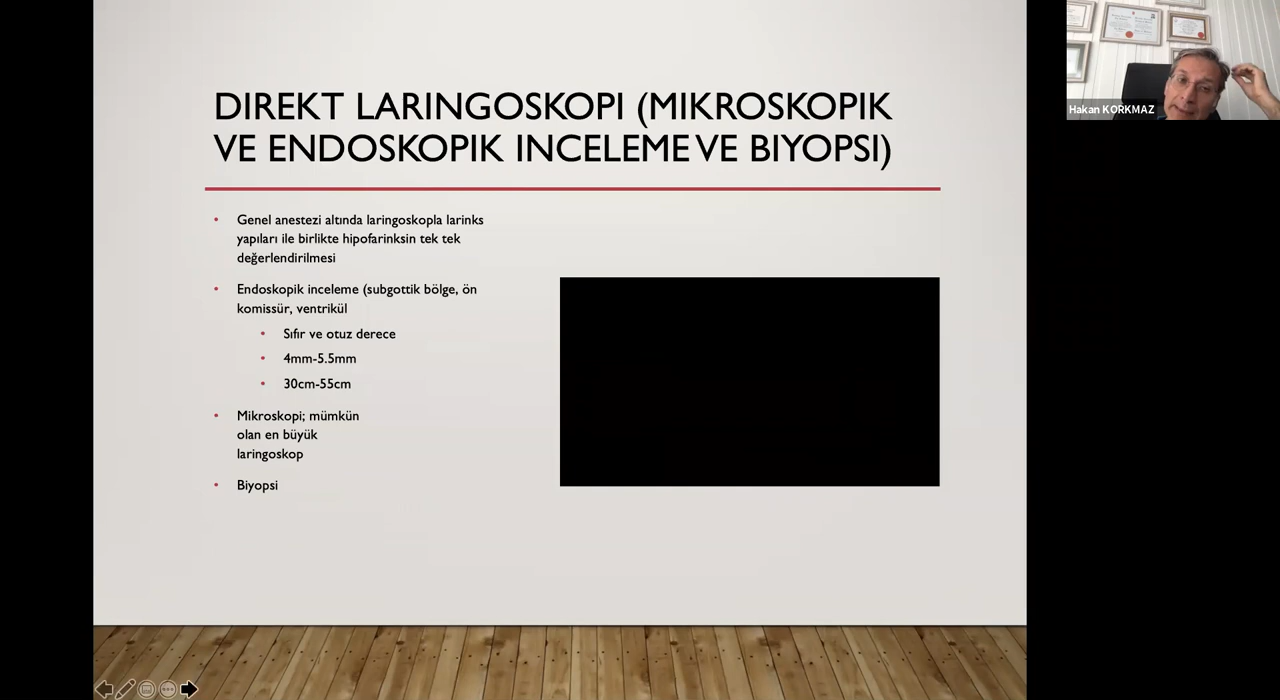 DIREKT LARINGOSKOPI (MIKROSKOPIK
VE ENDOSKOPIK INCELEME VE BIYOPSI)
• Genel anestezi altında laringoskopla larinks
yapıları ile birlikte hipofarinksin tek tek
değerlendirilmesi
• Endoskopik inceleme (subgottik bölge, ön
komissür, ventrikül
• Sıfır ve otuz derece
• 4mm-5.5mm
• 30cm-55cm
• Mikroskopi; mümkün
olan en büyük
laringoskop
• Biyopsi
Hakan KORKMAZ